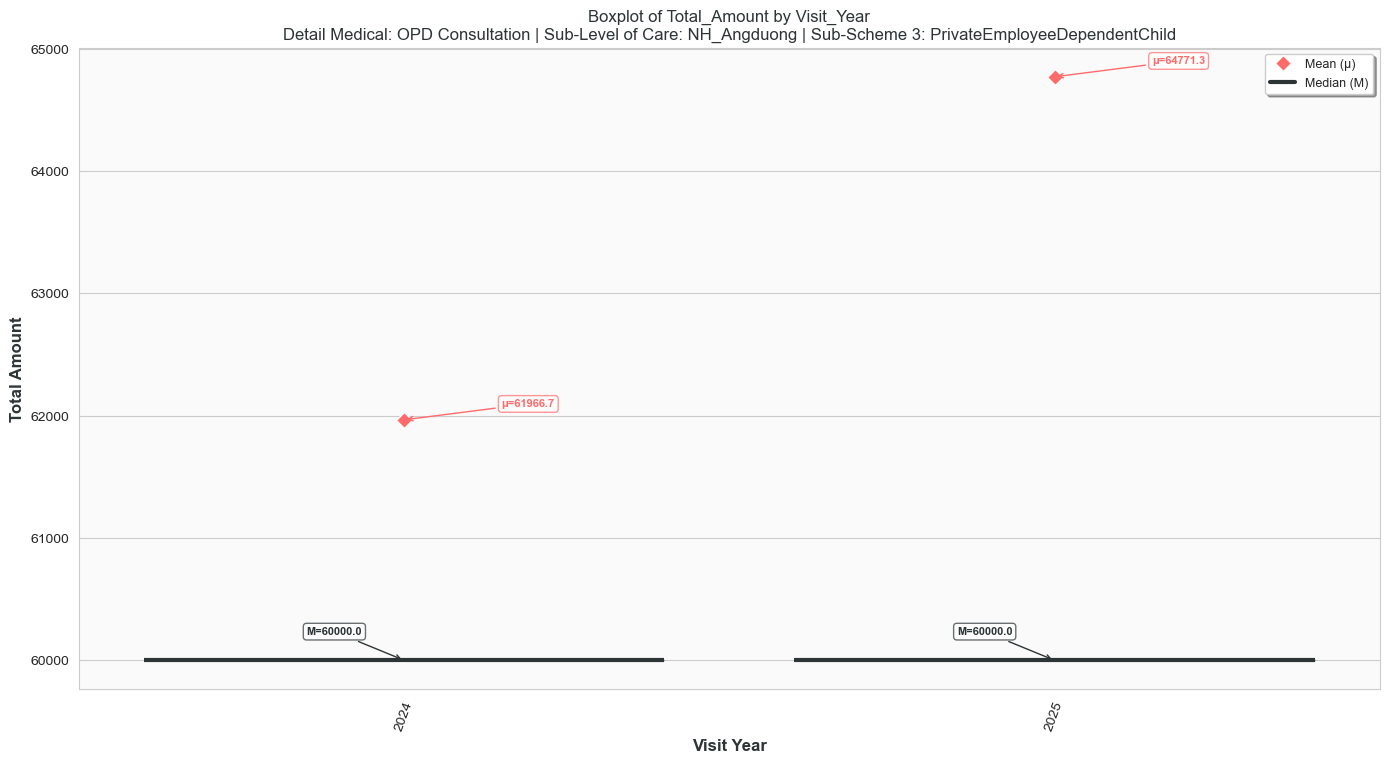 Boxplot of Total_Amount by Visit_Year
Detail Medical: OPD Consultation | Sub-Level of Care: NH_Angduong | Sub-Scheme 3: PrivateEmployeeDependentChild
65000
64000
63000
62000
61000
60000
Total Amount
μ=64771.3
Mean (μ)
Median (M)
μ=61966.7
M=60000.0
M=60000.0
2024
2025
Visit Year